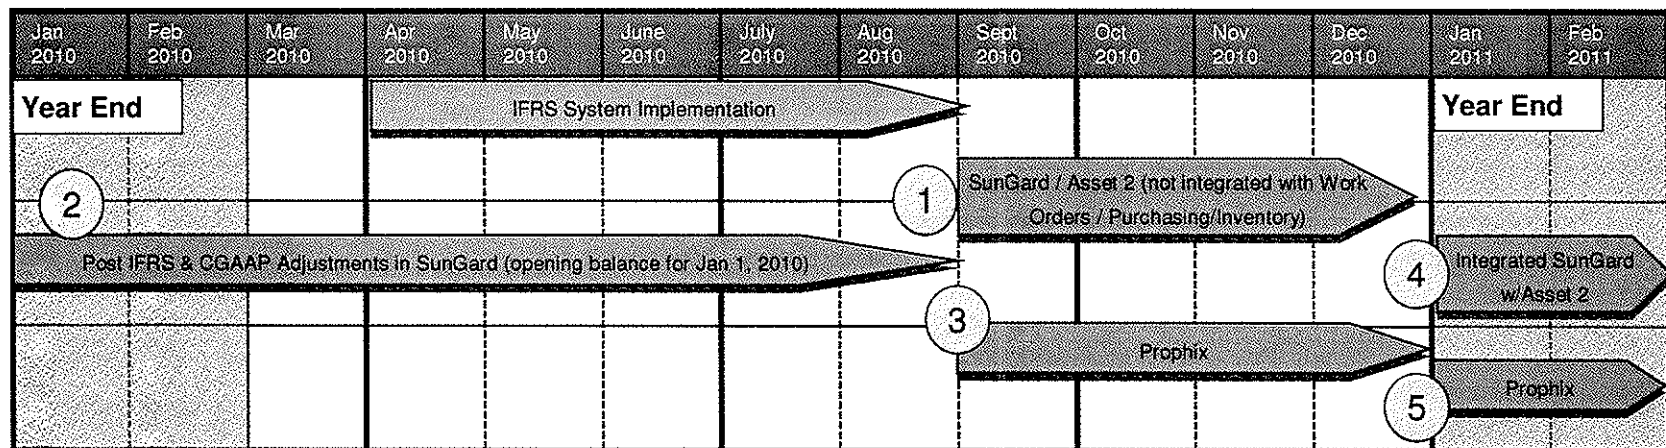 Jan 2010
Feb 2010
Mar 2010
Apr 2010
May 2010
June 2010
July 2010
Aug 2010
Sept 2010
Oct 2010
Nov 2010
Dec 2010
Jan 2011
Feb 2011
Year End
IFRS System Implementation
Year End
1
SunGard / Asset 2 (not integrated with Work
Orders / Purchasing/Inventory)
2
Post IFRS & CGAAP Adjustments in SunGard (opening balance for Jan 1, 2010)
4
Integrated SunGard
w/Asset 2
3
Prophix
5
Prophix